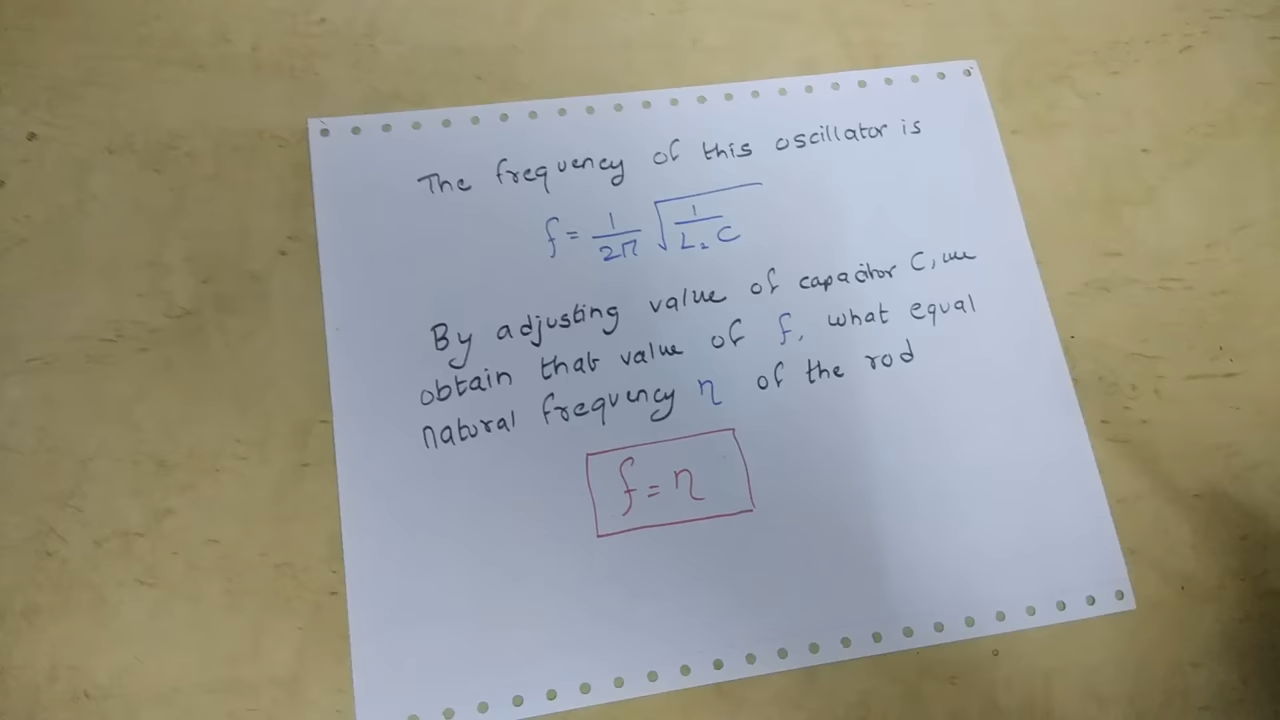 The frequency of this oscillator is
f = 1/2π √1/L₂C
By adjusting value of capacitor C, we
obtain that value of f, what equal
natural frequency η of the rod
f = η